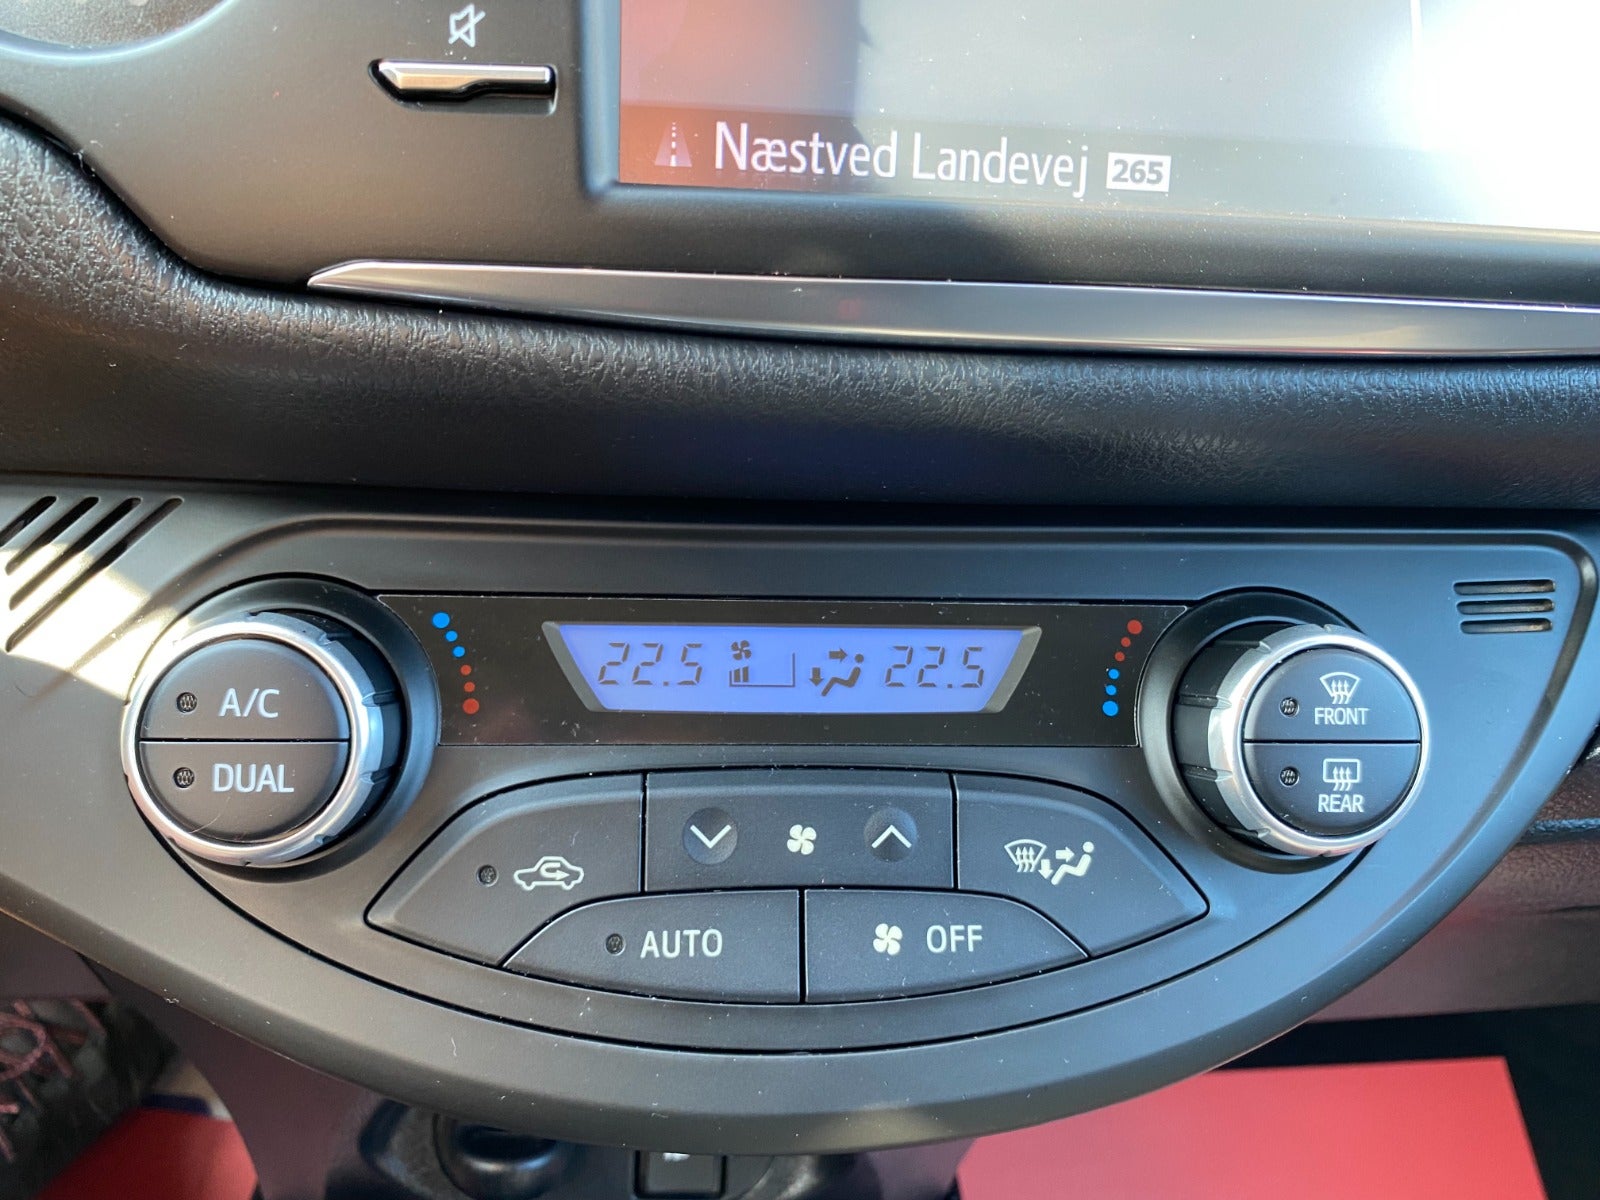 Næstved Landevej 265
22.5 22.5
A/C
DUAL
FRONT
REAR
AUTO
OFF